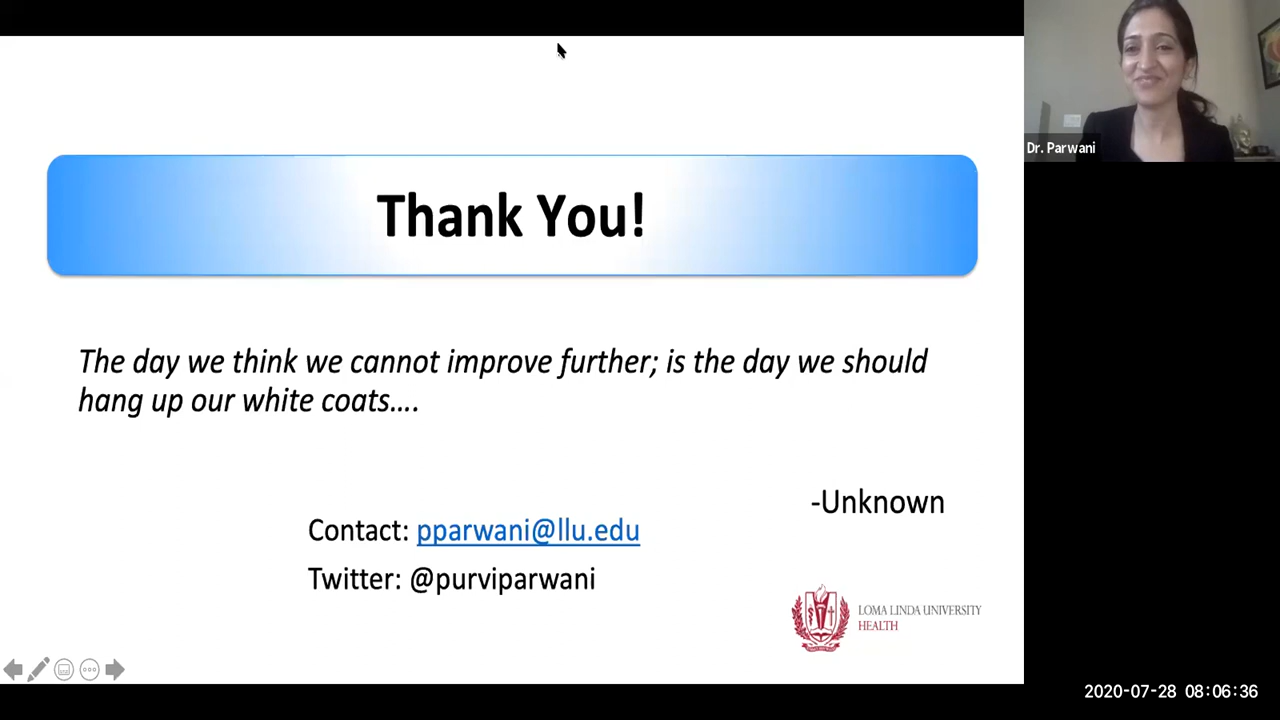 Thank You!
The day we think we cannot improve further; is the day we should
hang up our white coats....
-Unknown
Contact: pparwani@llu.edu
Twitter: @purviparwani
LOMA LINDA UNIVERSITY
HEALTH
Dr. Parwani
2020-07-28 08:06:36